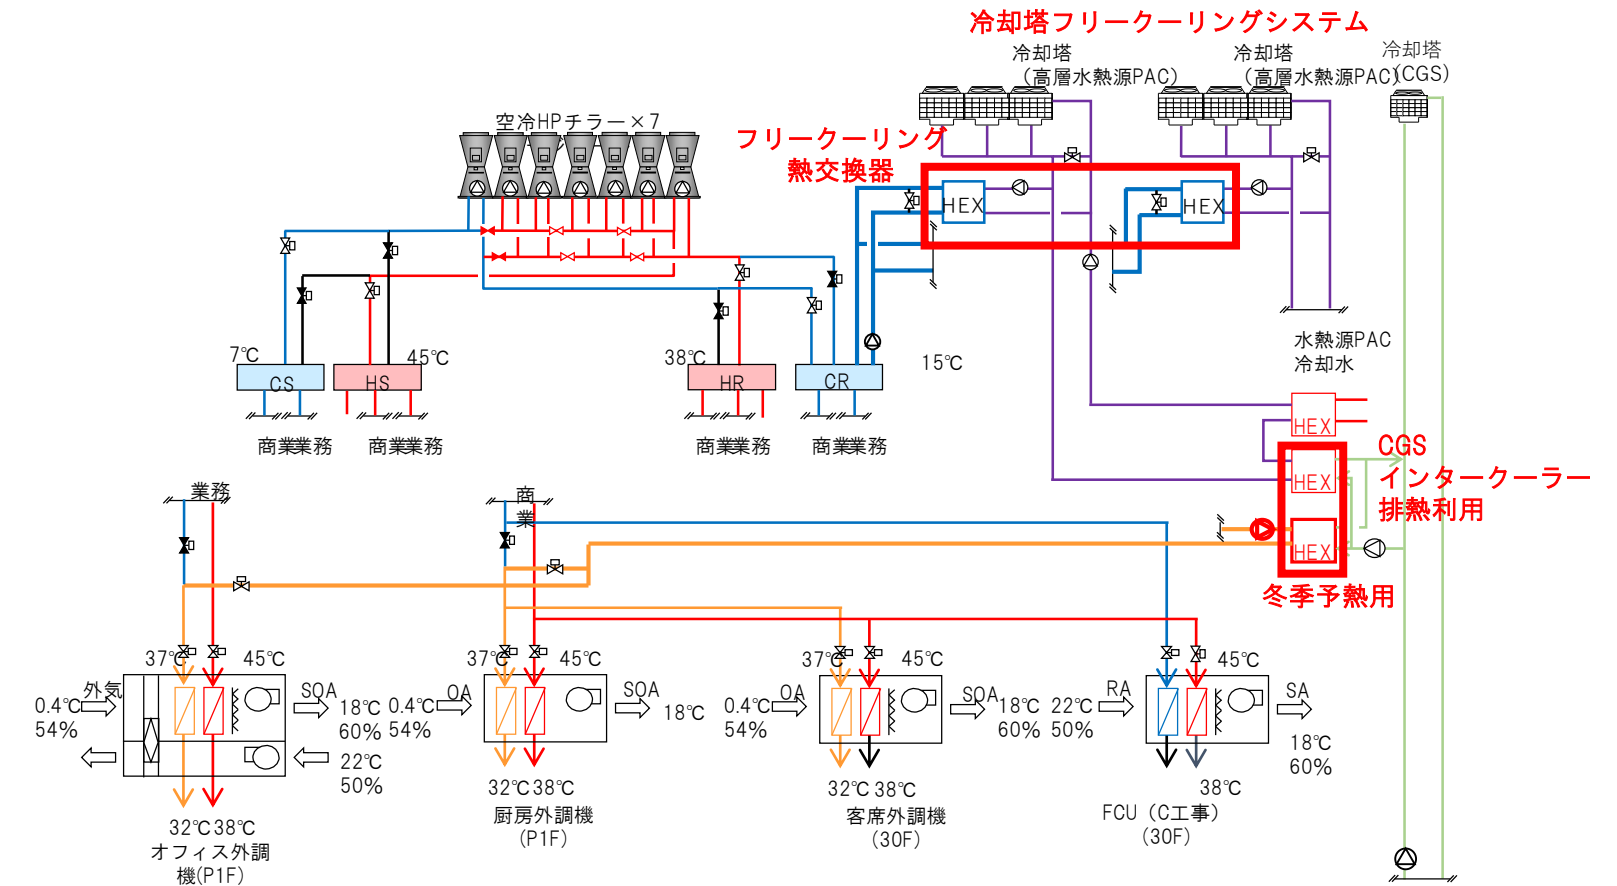 冷却塔フリークーリングシステム
冷却塔
（高層水熱源PAC）
冷却塔
（高層水熱源PAC）
冷却塔
（CGS）
空冷HPチラー×7
フリークーリング
熱交換器
HEX
HEX
水熱源PAC
冷却水
7℃
45℃
38℃
15℃
CS
HS
HR
CR
商業業務
商業業務
商業業務
商業業務
HEX
HEX
HEX
CGS
インタークーラー
排熱利用
冬季予熱用
業務
商業
37℃
45℃
外気
0.4℃
54%
SOA
18℃
60%
22℃
50%
32℃
38℃
オフィス外調
機(P1F)
37℃
45℃
OA
0.4℃
54%
SOA
18℃
32℃
38℃
厨房外調機
(P1F)
37℃
45℃
OA
0.4℃
54%
SOA
18℃
60%
32℃
38℃
客席外調機
(30F)
45℃
RA
22℃
50%
SA
18℃
60%
38℃
FCU（C工事）
(30F)